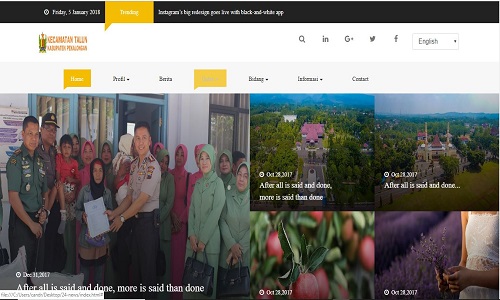 Friday, 5 January 2018
Trending
Instagram's big redesign goes live with black-and-white app
KECAMATAN TALUN
KABUPATEN PEKALONGAN
English
Home
Profil
Berita
Bidang
Informasi
Contact
Oct 28,2017
After all is said and done,
more is said than done
Oct 28,2017
After all is said and done...
Dec 31,2017
After all is said and done, more is said than done
Oct 28,2017
Oct 28,2017
file:///C:/Users/candri/Desktop/24-news/index.html#